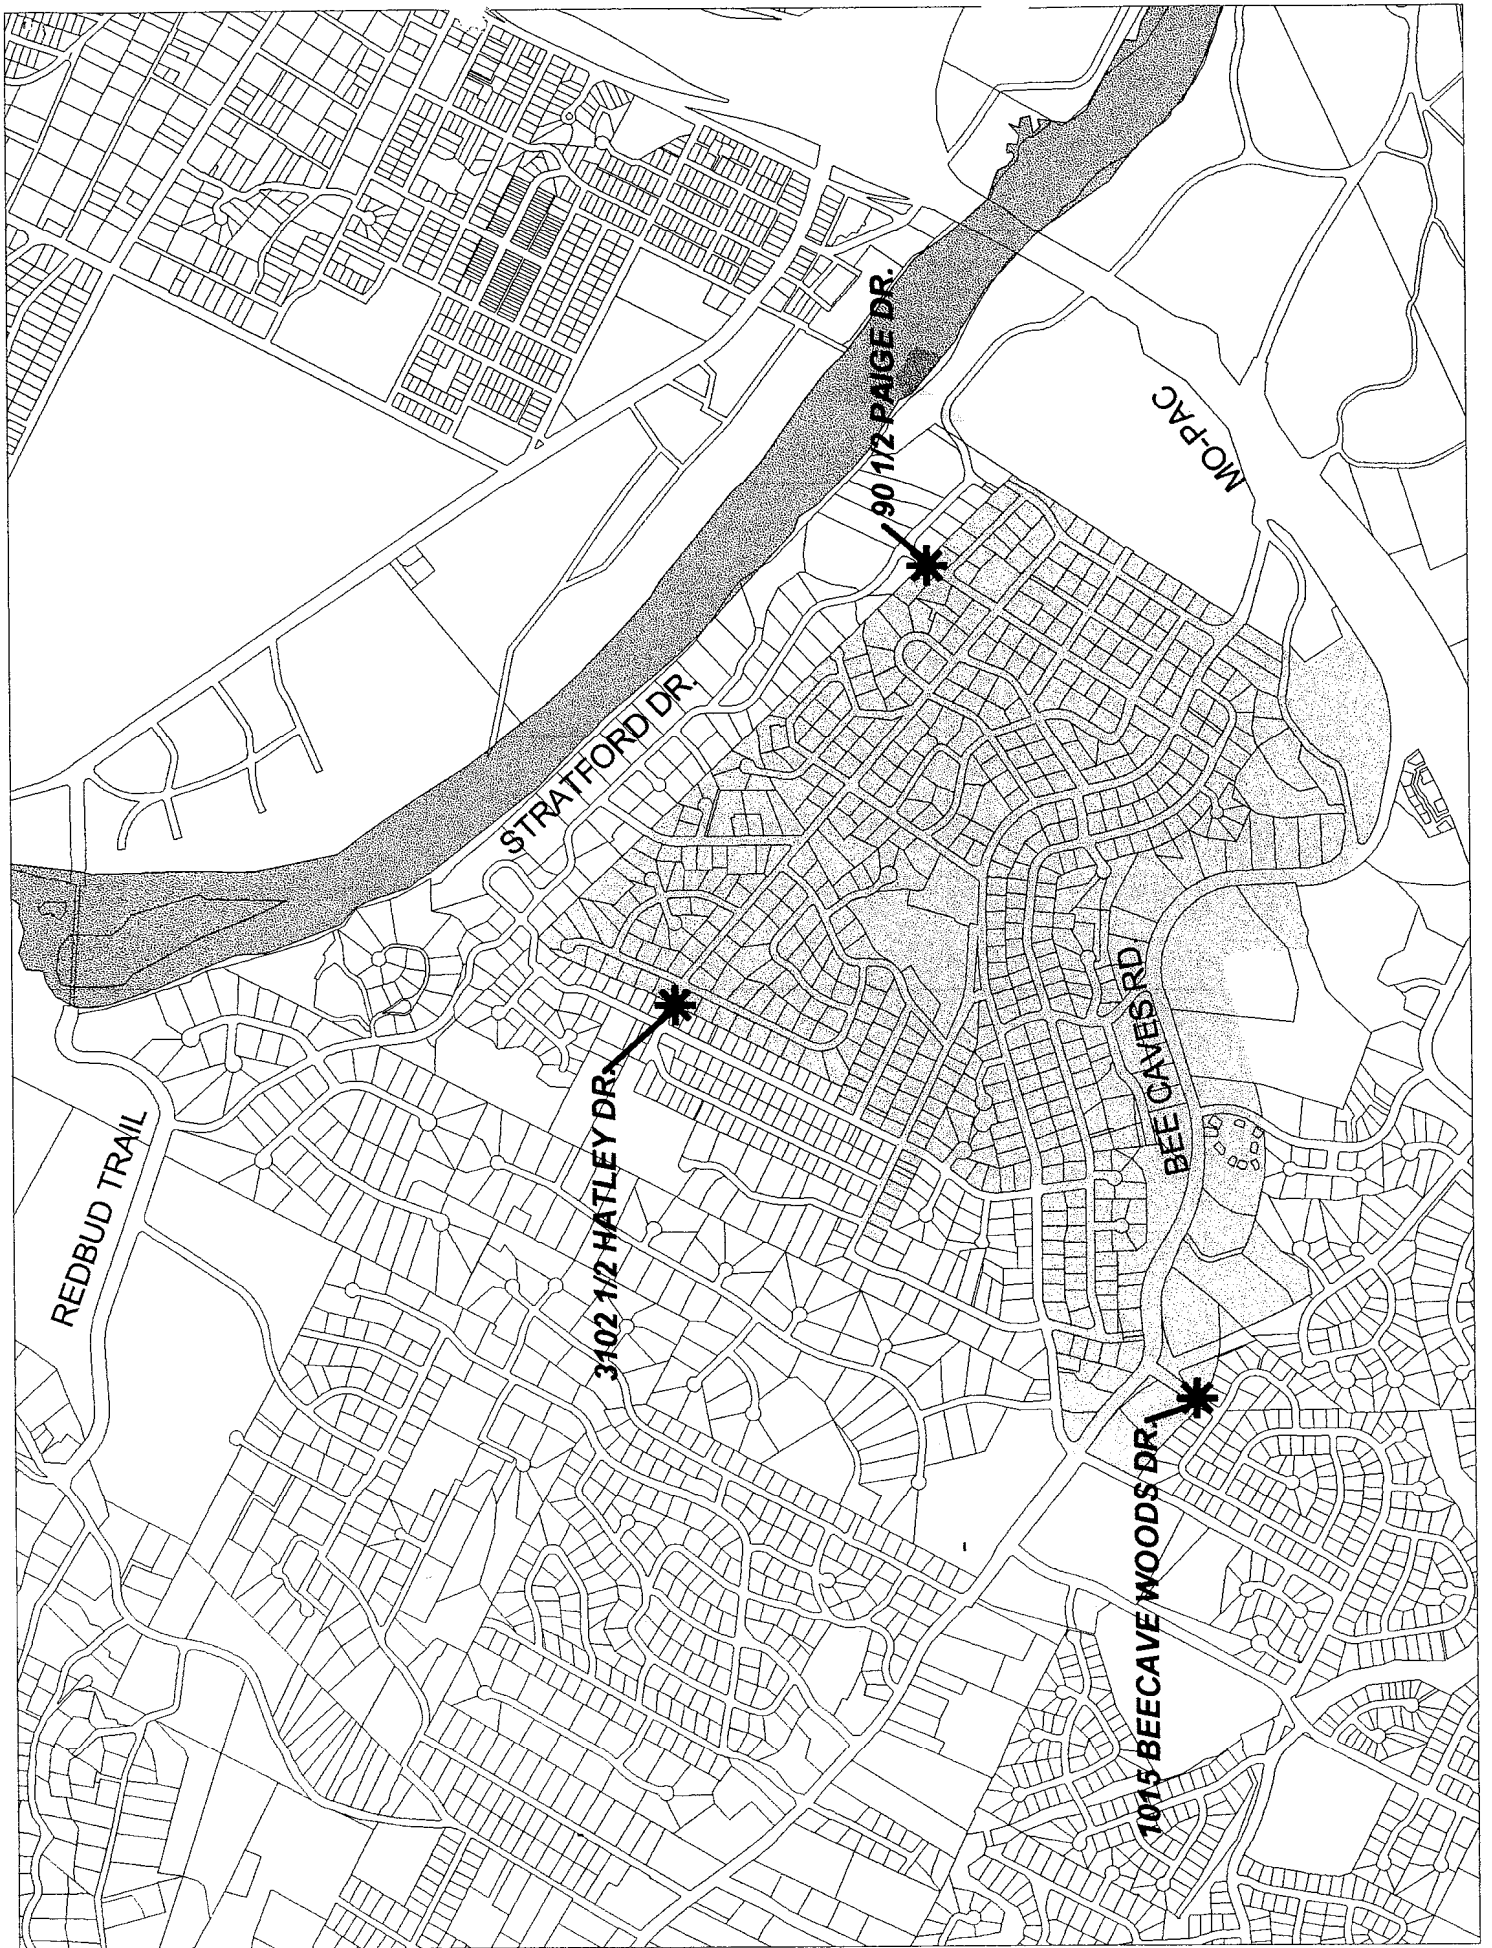 90 1/2 PAIGE DR.
MO-PAC
STRATFORD DR.
3102 1/2 HATLEY DR.
BEE CAVES RD.
REDBUD TRAIL
1015 BEECAVE WOODS DR.